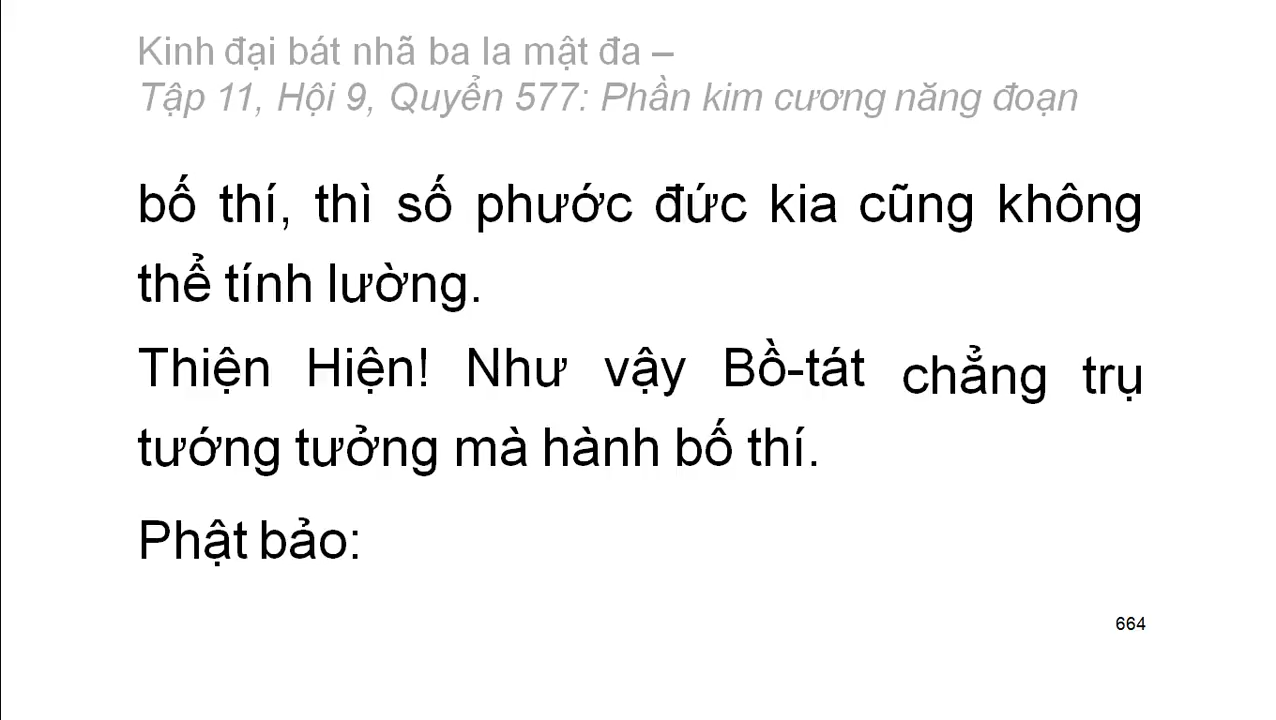 Kinh đại bát nhã ba la mật đa –
Tập 11, Hội 9, Quyển 577: Phần kim cương năng đoạn
bố thí, thì số phước đức kia cũng không
thể tính lường.
Thiện Hiện! Như vậy Bồ-tát chẳng trụ
tướng tưởng mà hành bố thí.
Phật bảo:
664